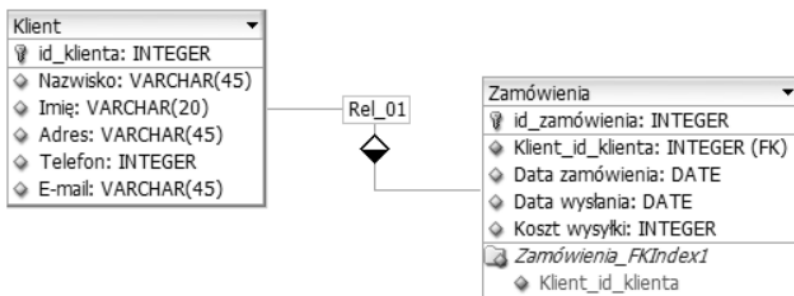 Klient
id_klienta: INTEGER
Nazwisko: VARCHAR(45)
Imię: VARCHAR(20)
Adres: VARCHAR(45)
Telefon: INTEGER
E-mail: VARCHAR(45)
Rel_01
Zamówienia
id_zamówienia: INTEGER
Klient_id_klienta: INTEGER (FK)
Data zamówienia: DATE
Data wysłania: DATE
Koszt wysyłki: INTEGER
Zamówienia_FKIndex1
Klient_id_klienta